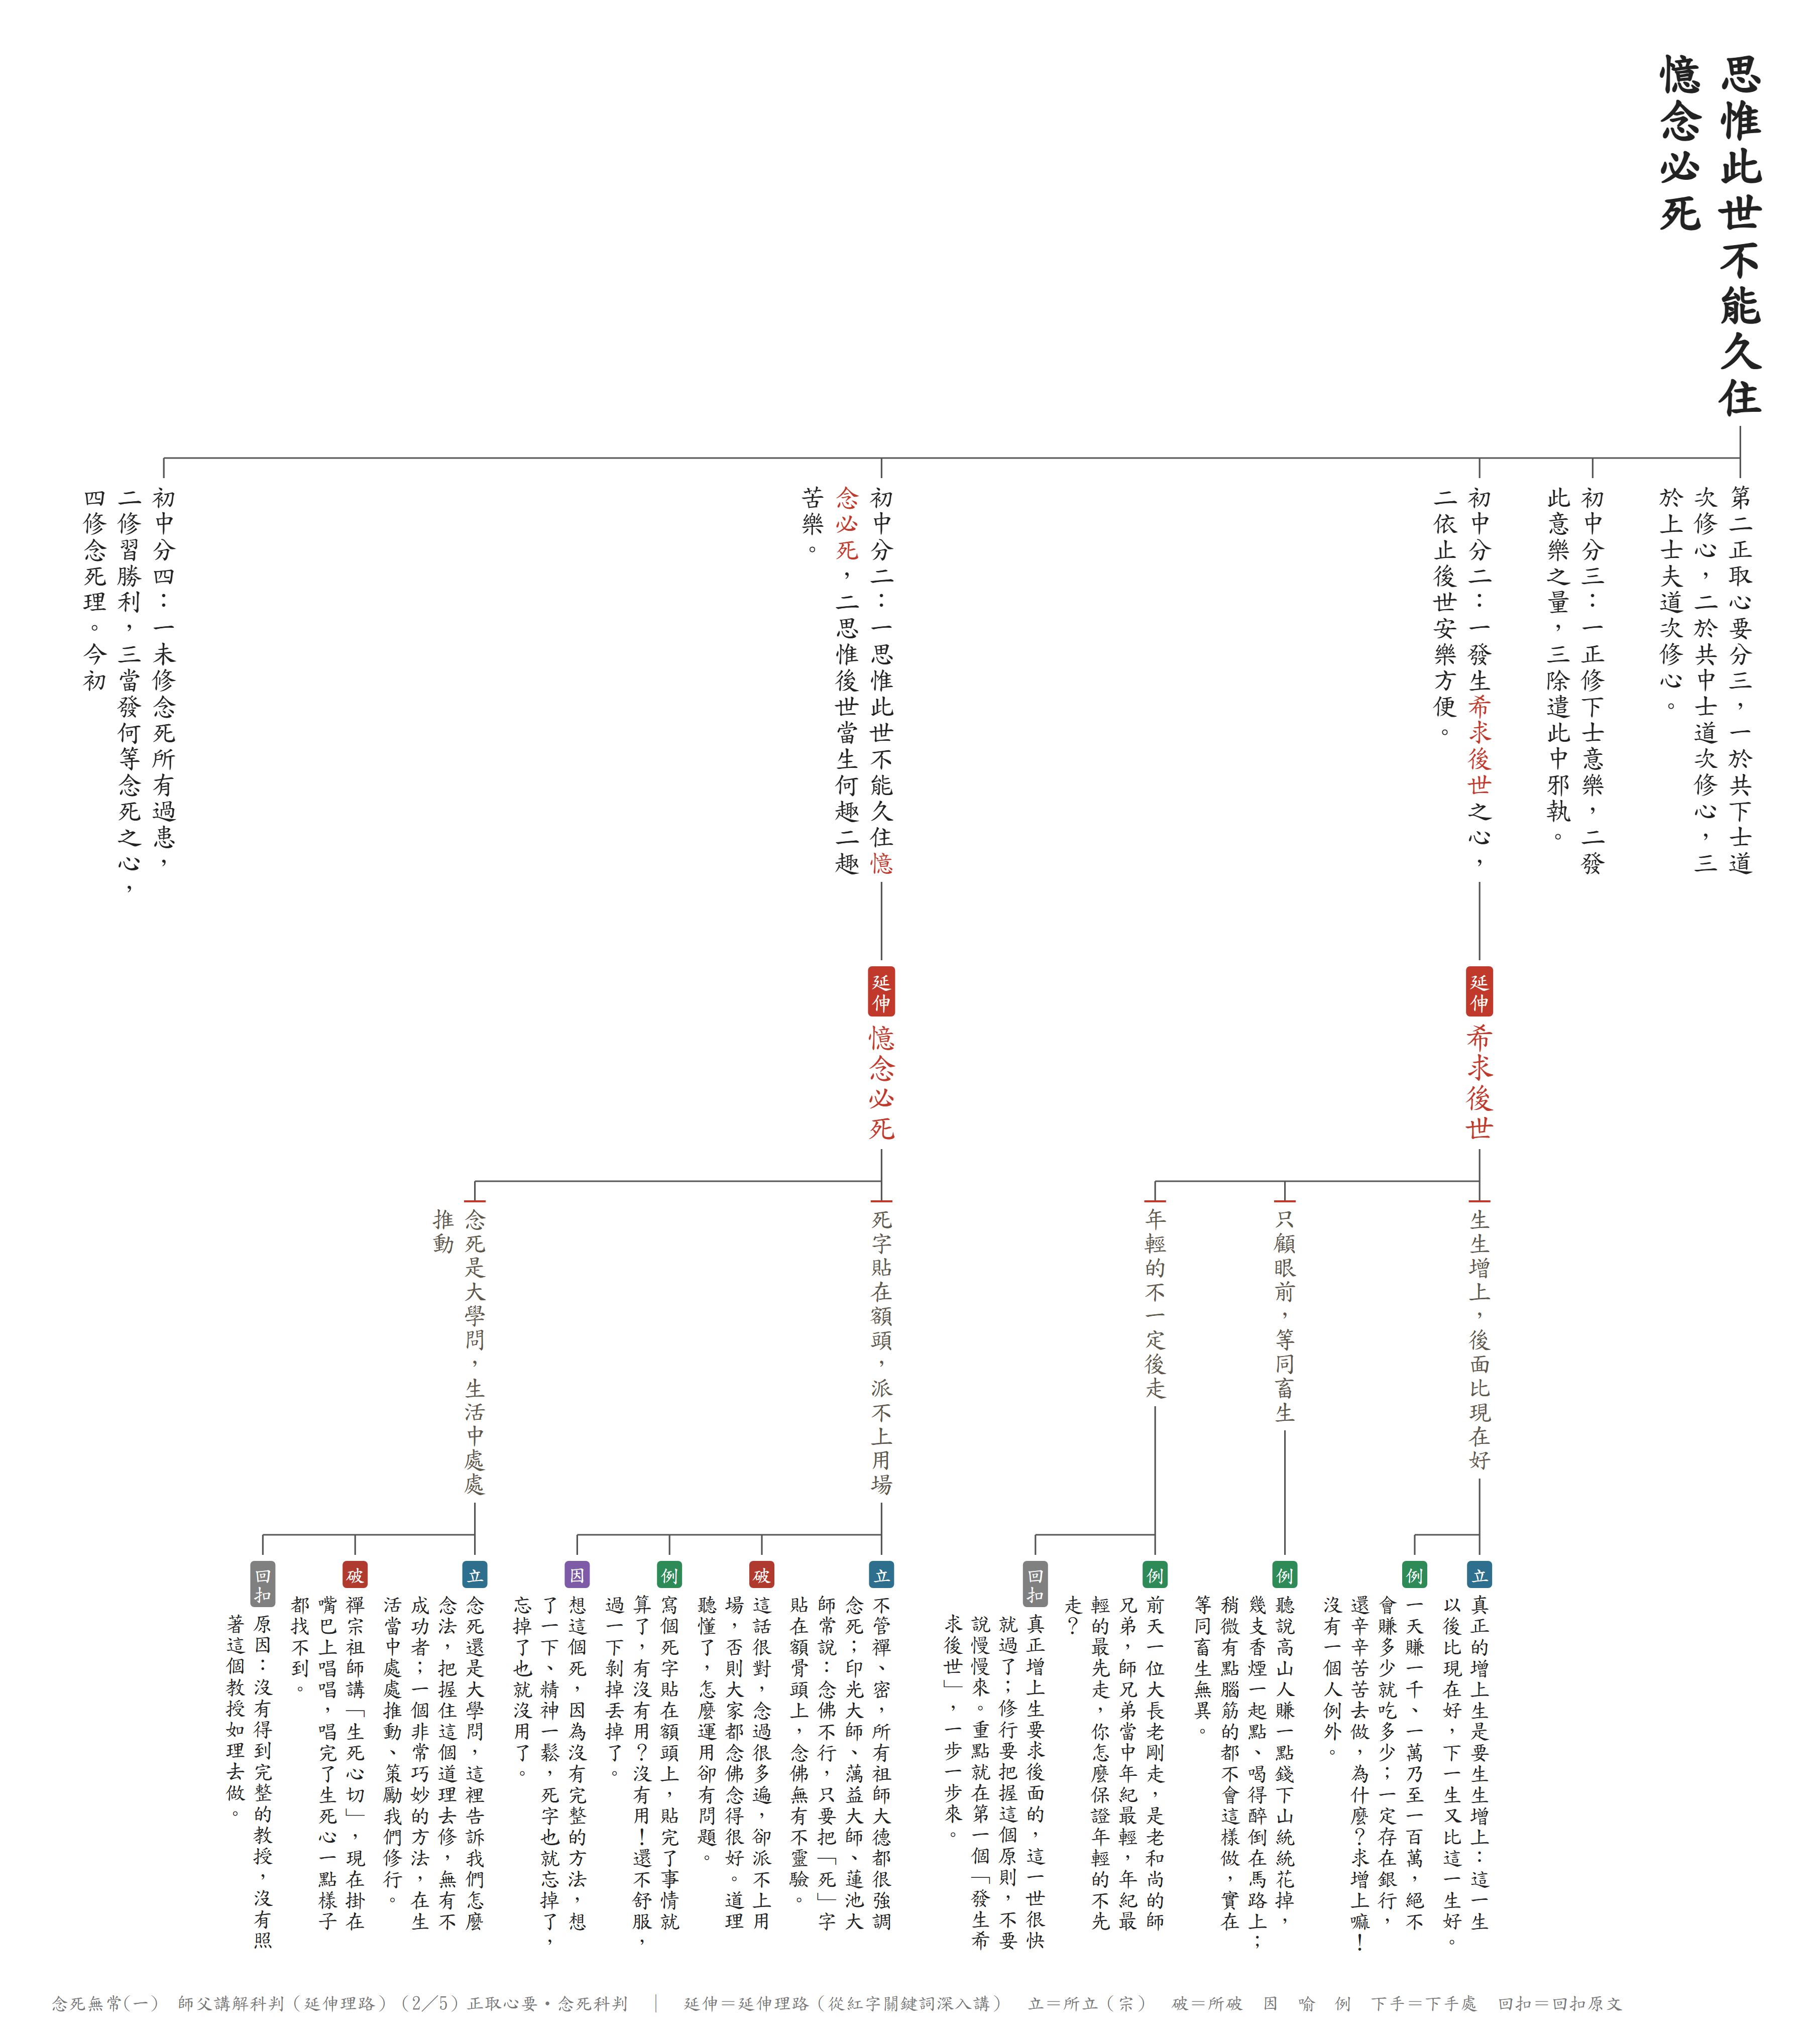 思惟此世不能久住
憶念必死
第二正取心要分三，一於共下士道
次修心，二於共中士道次修心，三
於上士夫道次修心。
初中分三：一正修下士意樂，二發
此意樂之量，三除遣此中邪執。
初中分二：一發生希求後世之心，
二依止後世安樂方便。
初中分二：一思惟此世不能久住憶
念必死，二思惟後世當生何趣二趣
苦樂。
初中分四：一未修念死所有過患，
二修習勝利，三當發何等念死之心，
四修念死理。今初
延伸
希求後世
生生增上，後面比現在好
立
真正的增上生是要生生增上：這一生
以後比現在好，下一生又比這一生好。
例
一天賺一千、一萬乃至一百萬，絕不
會賺多少就吃多少；一定存在銀行，
還辛辛苦苦去做，為什麼？求增上嘛！
沒有一個人例外。
只顧眼前，等同畜生
例
聽說高山人賺一點錢下山統統花掉，
幾支香煙一起點、喝得醉倒在馬路上；
稍微有點腦筋的都不會這樣做，實在
等同畜生無異。
年輕的不一定後走
例
前天一位大長老剛走，是老和尚的師
兄弟，師兄弟當中年紀最輕，年紀最
輕的最先走，你怎麼保證年輕的不先
走？
回扣
真正增上生要求後面的，這一世很快
就過了；修行要把握這個原則，不要
說慢慢來。重點就在第一個「發生希
求後世」，一步一步來。
延伸
憶念必死
死字貼在額頭，派不上用場
立
不管禪、密，所有祖師大德都很強調
念死；印光大師、蕅益大師、蓮池大
師常說：念佛不行，只要把「死」字
貼在額骨頭上，念佛無有不靈驗。
破
這話很對，念過很多遍，卻派不上用
場，否則大家都念佛念得很好。道理
聽懂了，怎麼運用卻有問題。
例
寫個死字貼在額頭上，貼完了事情就
算了，有沒有用？沒有用！還不舒服，
過一下剝掉丟掉了。
因
想這個死，因為沒有完整的方法，想
了一下、精神一鬆，死字也就忘掉了，
忘掉了也就沒用了。
念死是大學問，生活中處處
推動
立
念死還是大學問，這裡告訴我們怎麼
念法，把握住這個道理去修，無有不
成功者；一個非常巧妙的方法，在生
活當中處處推動、策勵我們修行。
破
禪宗祖師講「生死心切」，現在掛在
嘴巴上唱唱，唱完了生死心一點樣子
都找不到。
回扣
原因：沒有得到完整的教授，沒有照
著這個教授如理去做。
念死無常(一)　師父講解科判（延伸理路）（2／5）正取心要・念死科判　｜　延伸＝延伸理路（從紅字關鍵詞深入講）　立＝所立（宗）　破＝所破　因　喻　例　下手＝下手處　回扣＝回扣原文